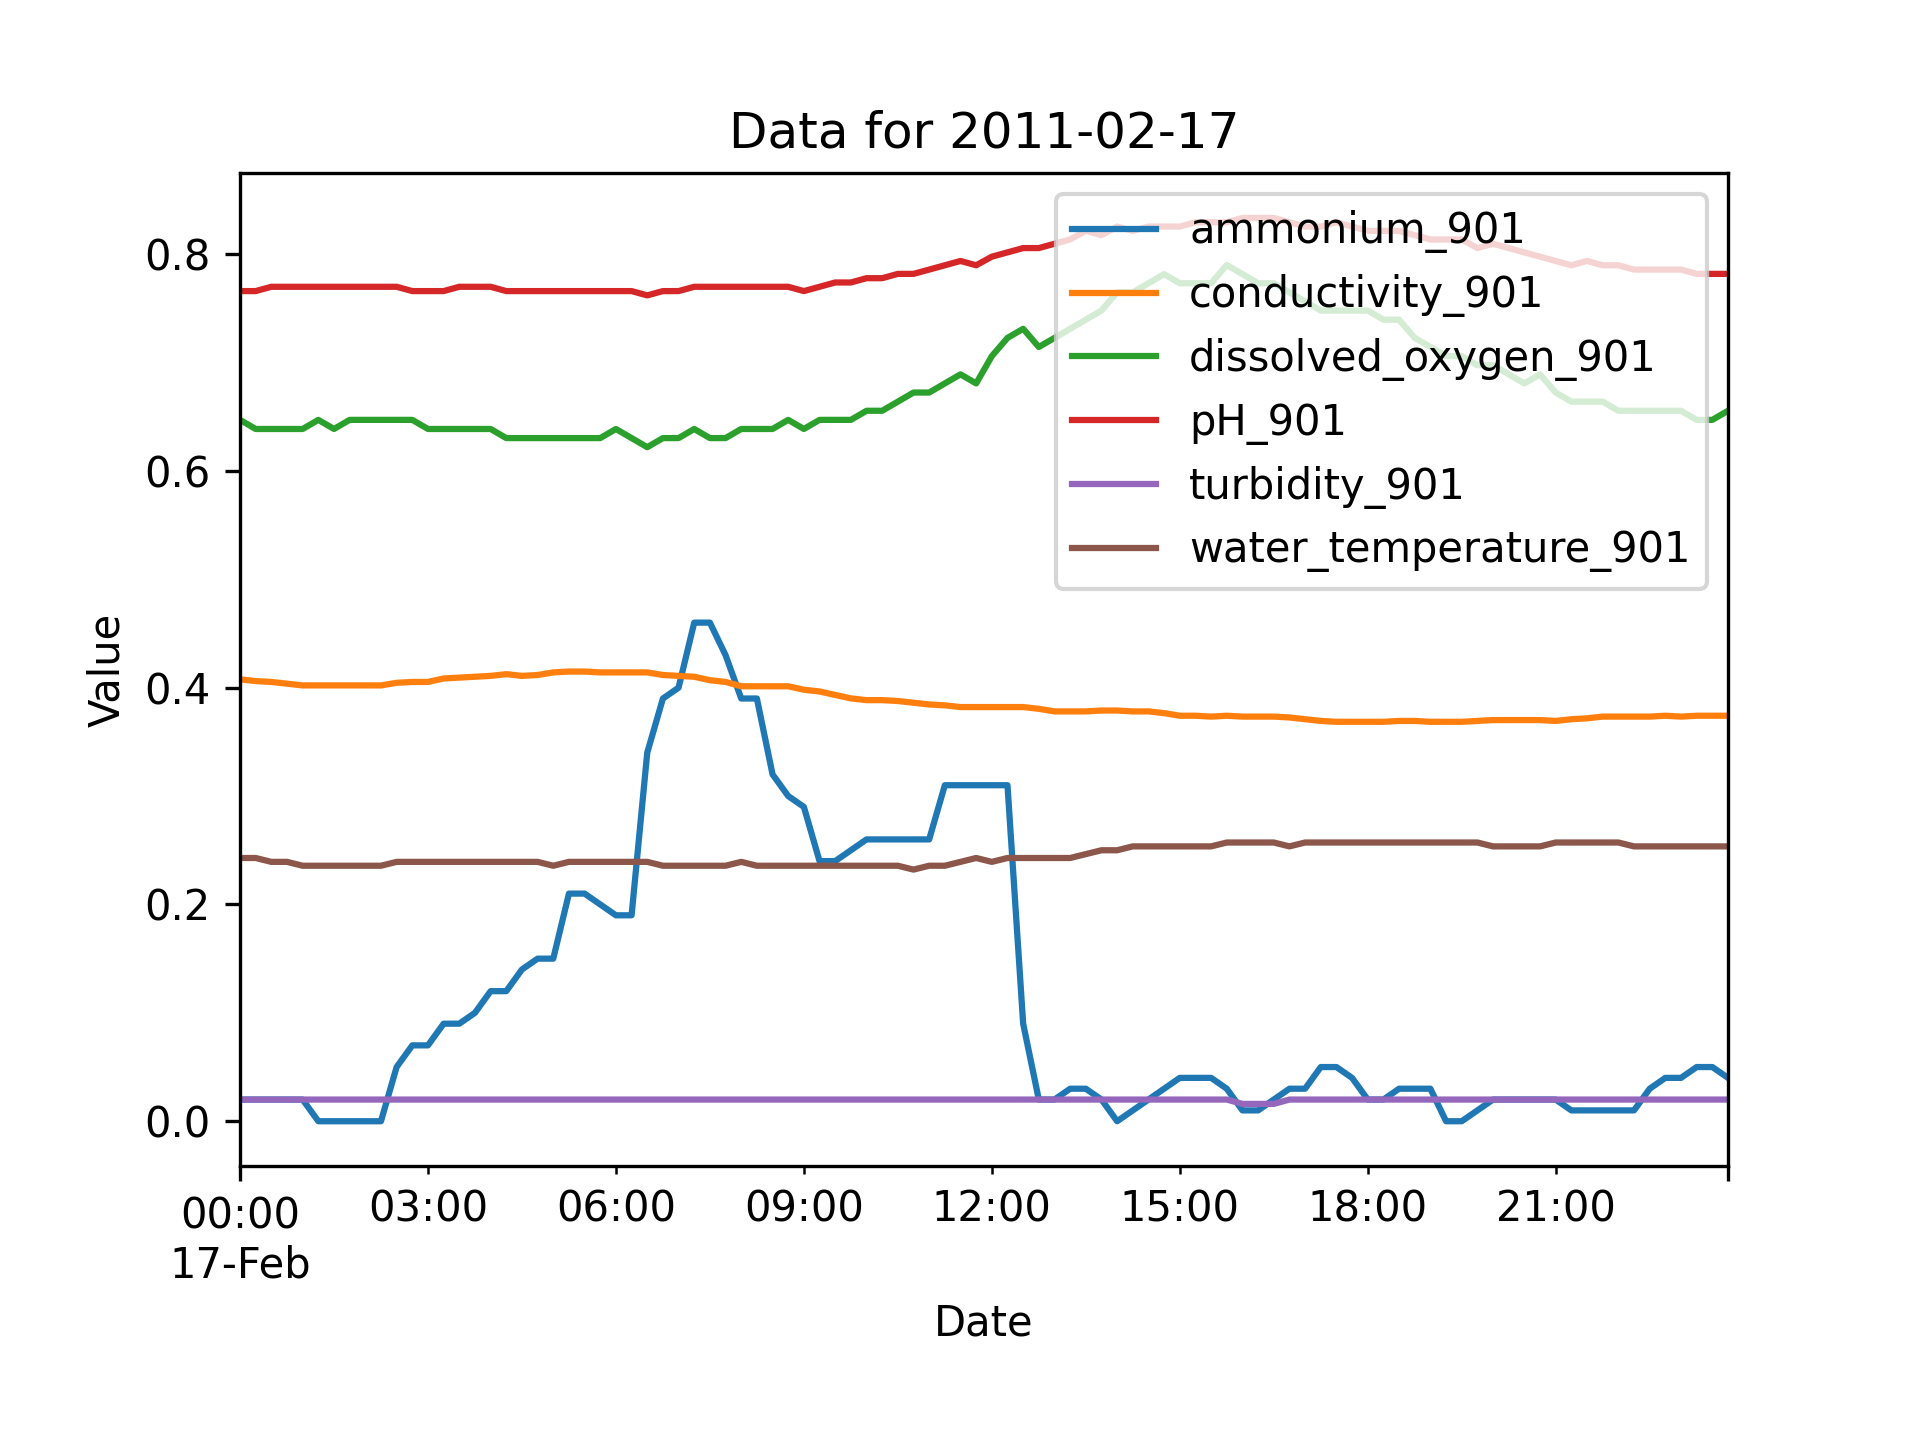 Data for 2011-02-17
ammonium_901
conductivity_901
dissolved_oxygen_901
pH_901
turbidity_901
water_temperature_901
Value
0.8
0.6
0.4
0.2
0.0
00:00 03:00 06:00 09:00 12:00 15:00 18:00 21:00
17-Feb
Date